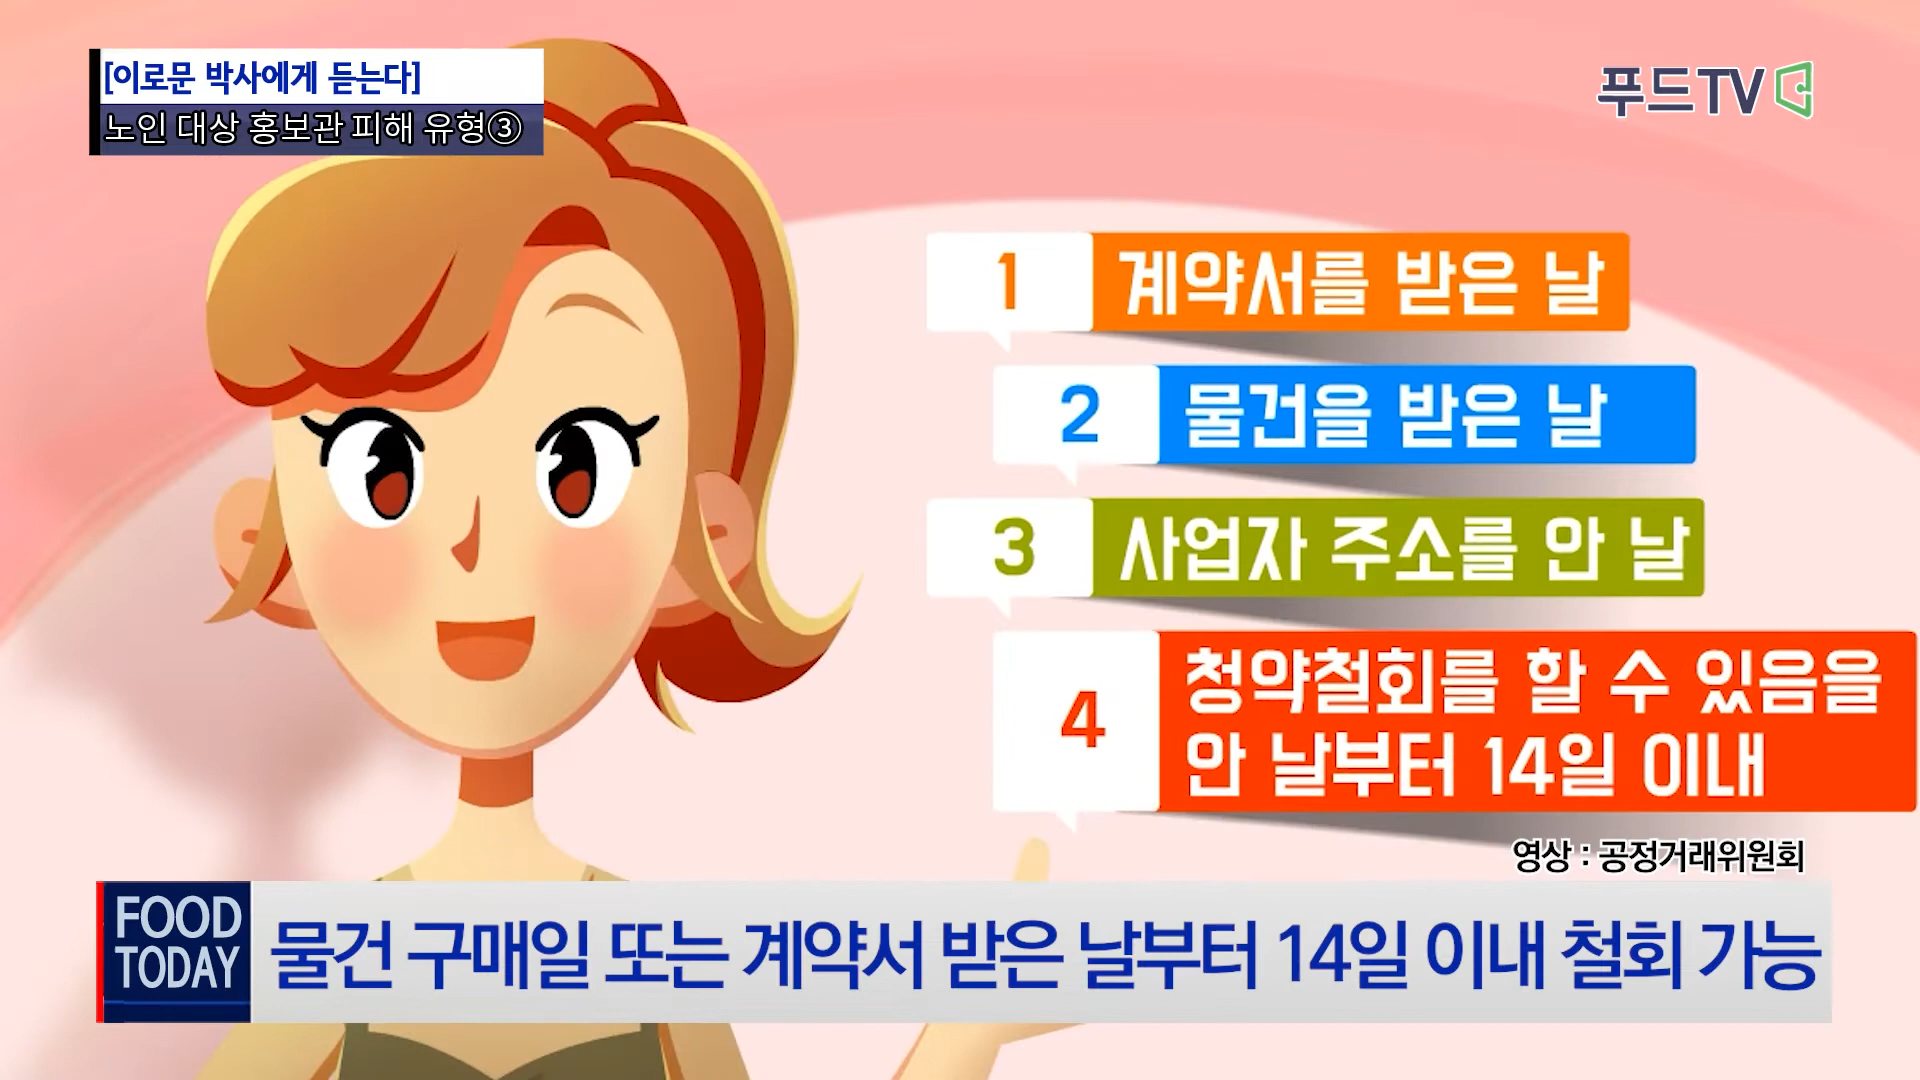 [이로문 박사에게 듣는다]
노인 대상 홍보관 피해 유형③
푸드TV
1 계약서를 받은 날
2 물건을 받은 날
3 사업자 주소를 안 날
4 청약철회를 할 수 있음을
안 날부터 14일 이내
영상 : 공정거래위원회
FOOD
TODAY
물건 구매일 또는 계약서 받은 날부터 14일 이내 철회 가능